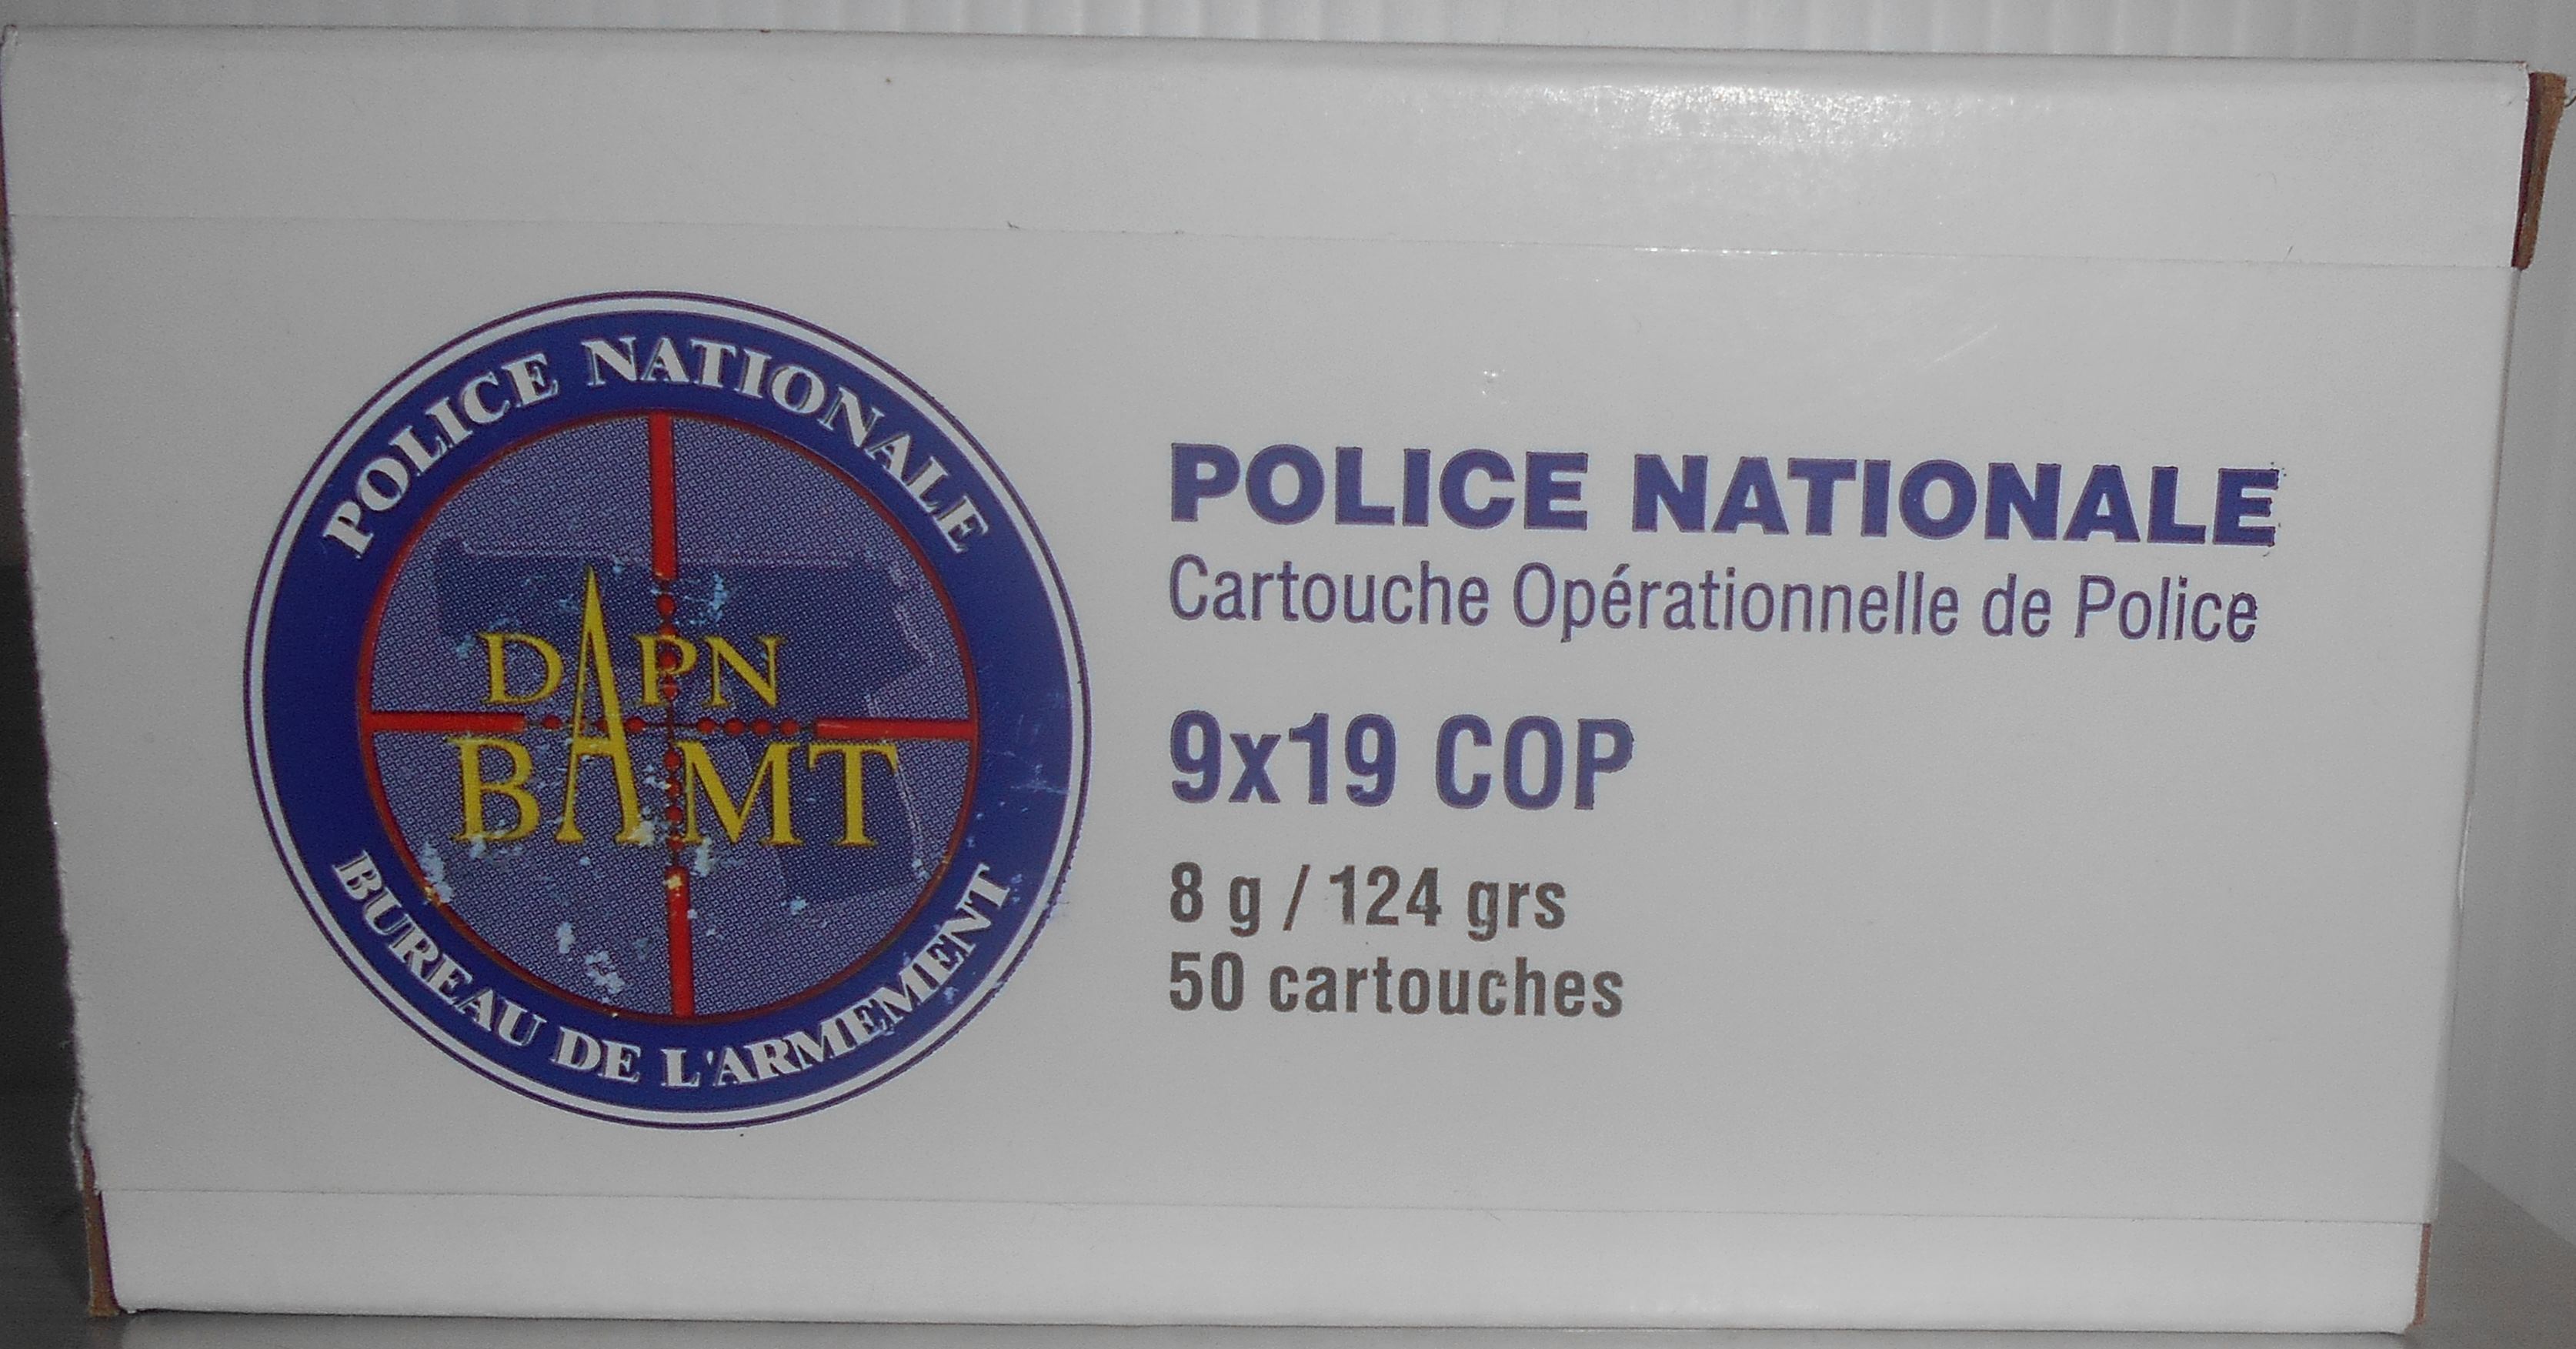 POLICE NATIONALE
DAPN
BAMT
BUREAU DE L'ARMEMENT
POLICE NATIONALE
Cartouche Opérationnelle de Police
9x19 COP
8 g / 124 grs
50 cartouches